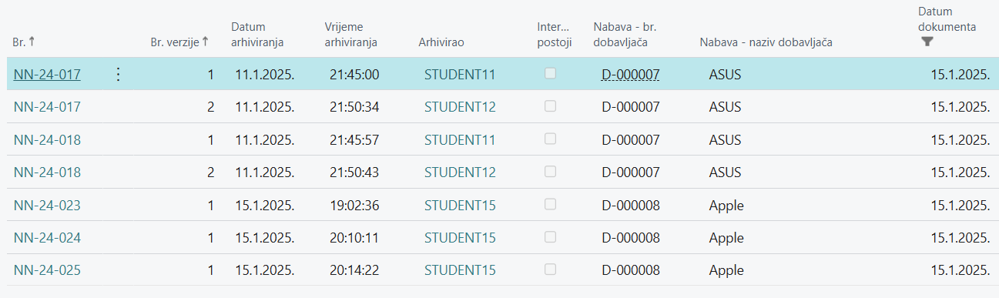 Br. ↑ Br. verzije ↑ Datum arhiviranja Vrijeme arhiviranja Arhivirao Inter... postoji Nabava - br. dobavljača Nabava - naziv dobavljača Datum dokumenta
NN-24-017 1 11.1.2025. 21:45:00 STUDENT11 D-000007 ASUS 15.1.2025.
NN-24-017 2 11.1.2025. 21:50:34 STUDENT12 D-000007 ASUS 15.1.2025.
NN-24-018 1 11.1.2025. 21:45:57 STUDENT11 D-000007 ASUS 15.1.2025.
NN-24-018 2 11.1.2025. 21:50:43 STUDENT12 D-000007 ASUS 15.1.2025.
NN-24-023 1 15.1.2025. 19:02:36 STUDENT15 D-000008 Apple 15.1.2025.
NN-24-024 1 15.1.2025. 20:10:11 STUDENT15 D-000008 Apple 15.1.2025.
NN-24-025 1 15.1.2025. 20:14:22 STUDENT15 D-000008 Apple 15.1.2025.